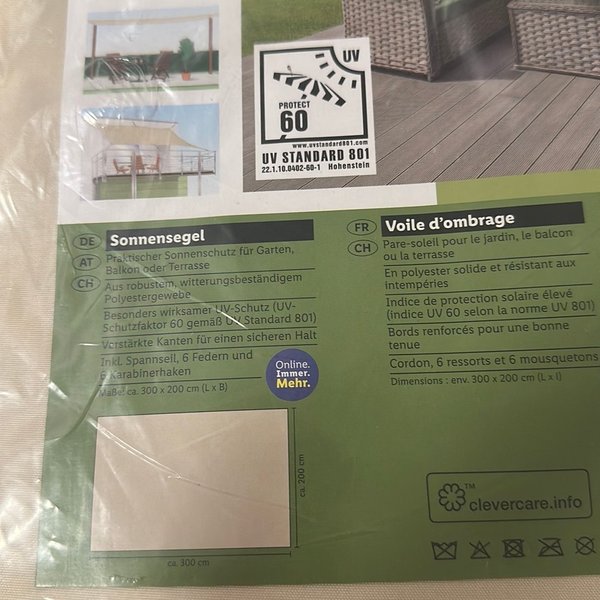 UV
PROTECT
60
www.uvstandard801.com
UV STANDARD 801
22.1.10.0402-60-1 Hohenstein
DE Sonnensegel
AT Praktischer Sonnenschutz für Garten,
Balkon oder Terrasse
CH Aus robustem, witterungsbeständigem
Polyestergewebe
Besonders wirksamer UV-Schutz (UV-
Schutzfaktor 60 gemäß UV Standard 801)
Verstärkte Kanten für einen sicheren Halt
Inkl. Spannseil, 6 Federn und
6 Karabinerhaken
Maße: ca. 300 x 200 cm (L x B)
Online.
Immer.
Mehr.
ca. 200 cm
ca. 300 cm
FR Voile d'ombrage
CH Pare-soleil pour le jardin, le balcon
ou la terrasse
En polyester solide et résistant aux
intempéries
Indice de protection solaire élevé
(indice UV 60 selon la norme UV 801)
Bords renforcés pour une bonne
tenue
Cordon, 6 ressorts et 6 mousquetons
Dimensions : env. 300 x 200 cm (L x l)
TM
clevercare.info